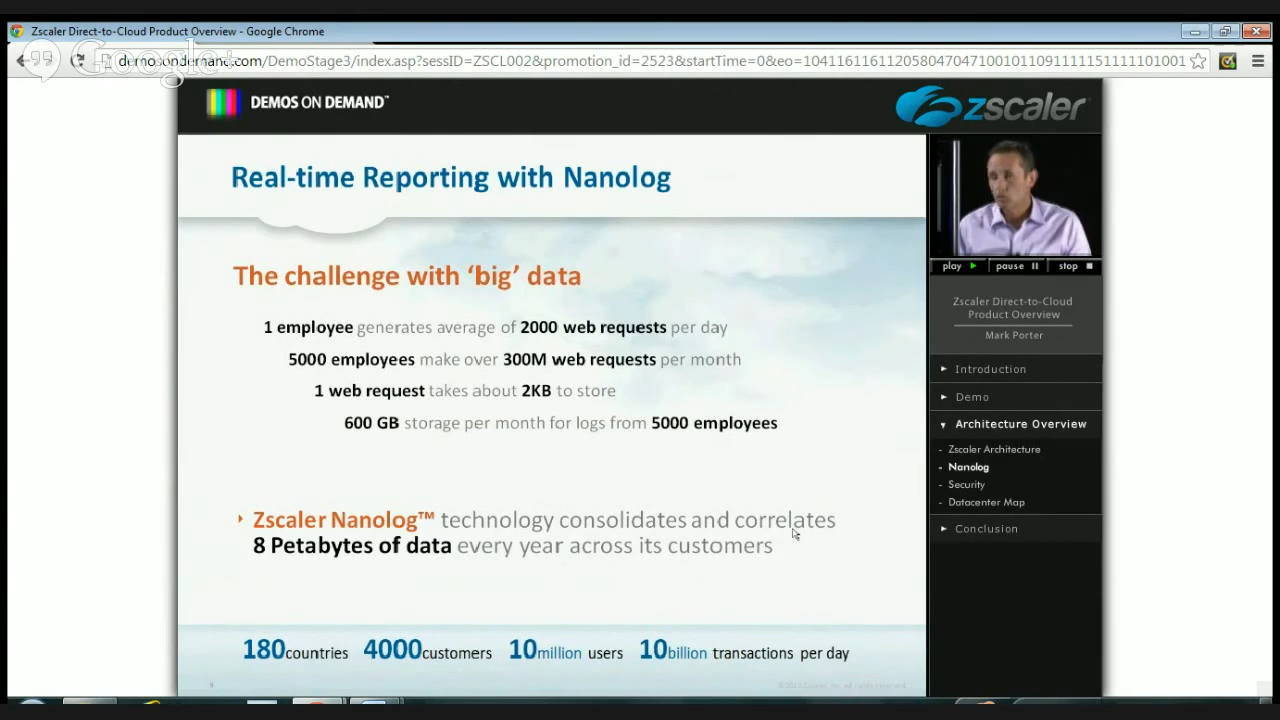 Zscaler Direct-to-Cloud Product Overview - Google Chrome
Google+
demosondemand.com/DemoStage3/index.asp?sessID=ZSCL002&promotion_id=2523&startTime=0&eo=
DEMOS ON DEMAND™
zscaler
Real-time Reporting with Nanolog
The challenge with ‘big’ data
1 employee generates average of 2000 web requests per day
5000 employees make over 300M web requests per month
1 web request takes about 2KB to store
600 GB storage per month for logs from 5000 employees
Zscaler Nanolog™ technology consolidates and correlates
8 Petabytes of data every year across its customers
180countries 4000customers 10million users 10billion transactions per day
9
play pause stop
Zscaler Direct-to-Cloud
Product Overview
Mark Porter
Introduction
Demo
Architecture Overview
- Zscaler Architecture
- Nanolog
- Security
- Datacenter Map
Conclusion